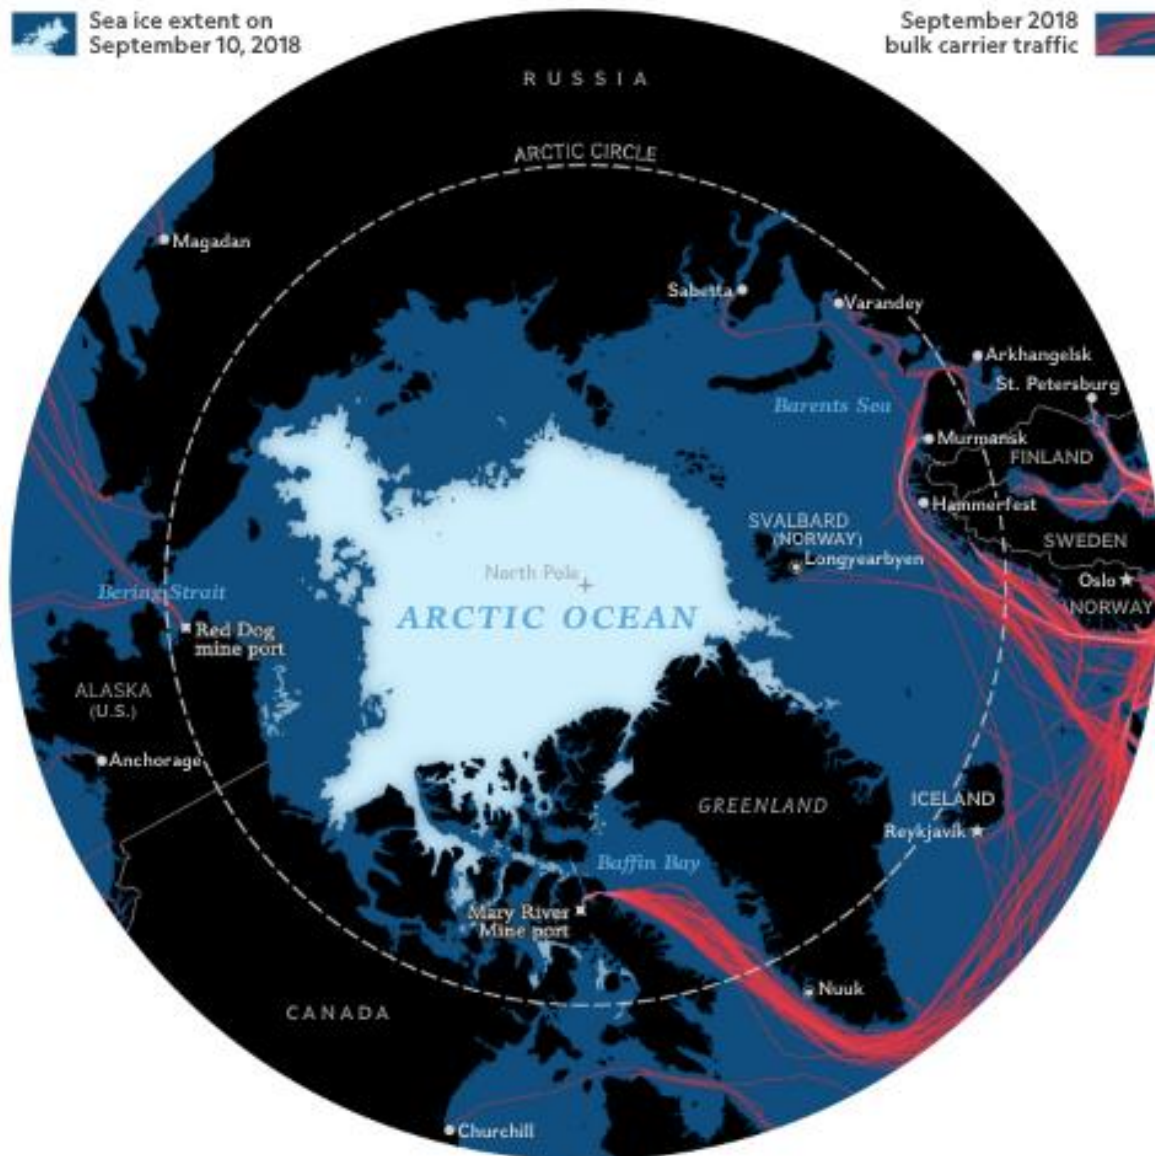 Sea ice extent on
September 10, 2018
September 2018
bulk carrier traffic
RUSSIA
ARCTIC CIRCLE
Magadan
Sabetta
Varandey
Arkhangelsk
St. Petersburg
Barents Sea
Murmansk
FINLAND
Hammerfest
SVALBARD
(NORWAY)
Longyearbyen
SWEDEN
Oslo
NORWAY
North Pole
ARCTIC OCEAN
Bering Strait
Red Dog
mine port
ALASKA
(U.S.)
Anchorage
GREENLAND
ICELAND
Reykjavík
Baffin Bay
Mary River
Mine port
Nuuk
CANADA
Churchill